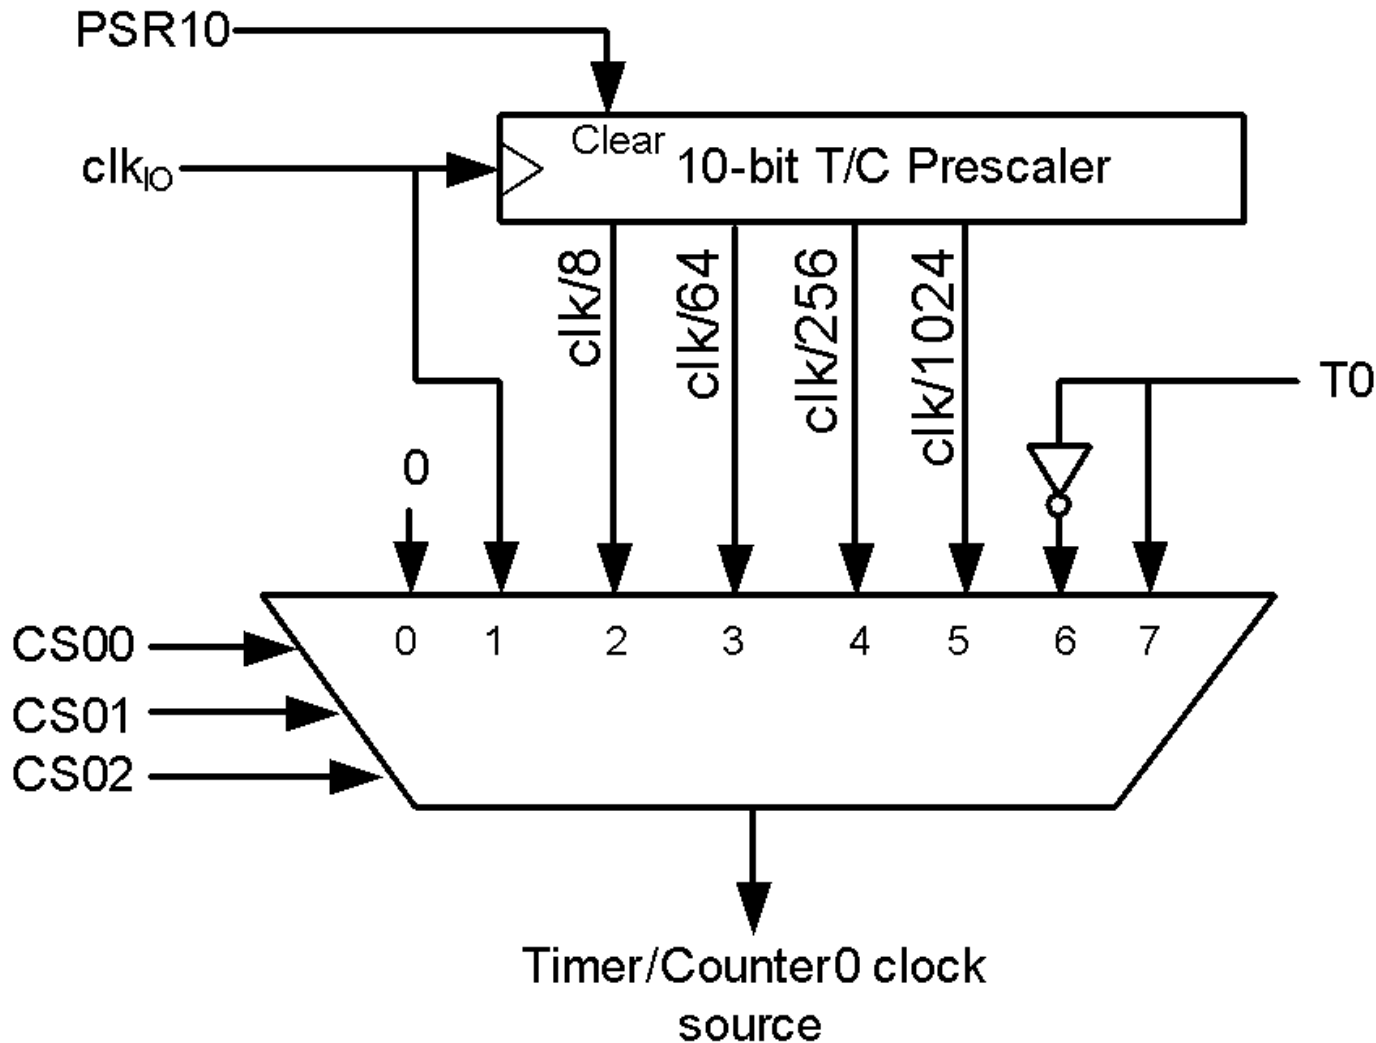 PSR10
clkIO
Clear
10-bit T/C Prescaler
clk/8
clk/64
clk/256
clk/1024
T0
0
0 1 2 3 4 5 6 7
CS00
CS01
CS02
Timer/Counter0 clock
source